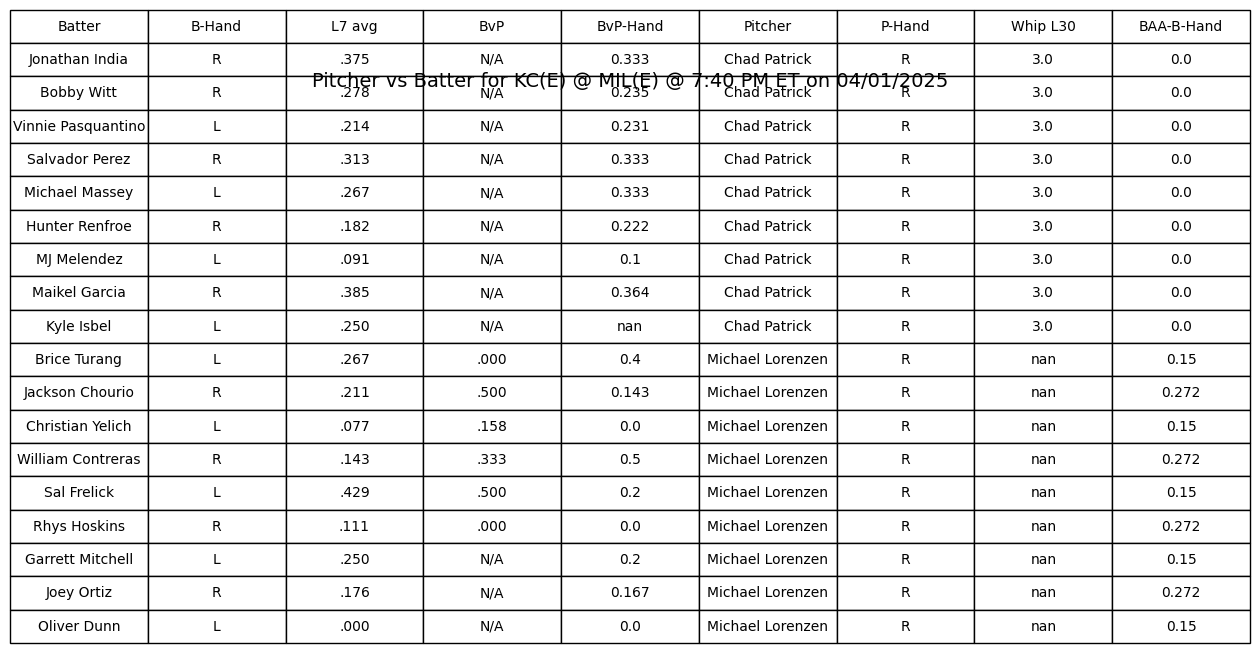 Batter B-Hand L7 avg BvP BvP-Hand Pitcher P-Hand Whip L30 BAA-B-Hand
Jonathan India R .375 N/A 0.333 Chad Patrick R 3.0 0.0
Pitcher vs Batter for KC(E) @ MIL(E) @ 7:40 PM ET on 04/01/2025
Bobby Witt R .278 N/A 0.235 Chad Patrick R 3.0 0.0
Vinnie Pasquantino L .214 N/A 0.231 Chad Patrick R 3.0 0.0
Salvador Perez R .313 N/A 0.333 Chad Patrick R 3.0 0.0
Michael Massey L .267 N/A 0.333 Chad Patrick R 3.0 0.0
Hunter Renfroe R .182 N/A 0.222 Chad Patrick R 3.0 0.0
MJ Melendez L .091 N/A 0.1 Chad Patrick R 3.0 0.0
Maikel Garcia R .385 N/A 0.364 Chad Patrick R 3.0 0.0
Kyle Isbel L .250 N/A nan Chad Patrick R 3.0 0.0
Brice Turang L .267 .000 0.4 Michael Lorenzen R nan 0.15
Jackson Chourio R .211 .500 0.143 Michael Lorenzen R nan 0.272
Christian Yelich L .077 .158 0.0 Michael Lorenzen R nan 0.15
William Contreras R .143 .333 0.5 Michael Lorenzen R nan 0.272
Sal Frelick L .429 .500 0.2 Michael Lorenzen R nan 0.15
Rhys Hoskins R .111 .000 0.0 Michael Lorenzen R nan 0.272
Garrett Mitchell L .250 N/A 0.2 Michael Lorenzen R nan 0.15
Joey Ortiz R .176 N/A 0.167 Michael Lorenzen R nan 0.272
Oliver Dunn L .000 N/A 0.0 Michael Lorenzen R nan 0.15